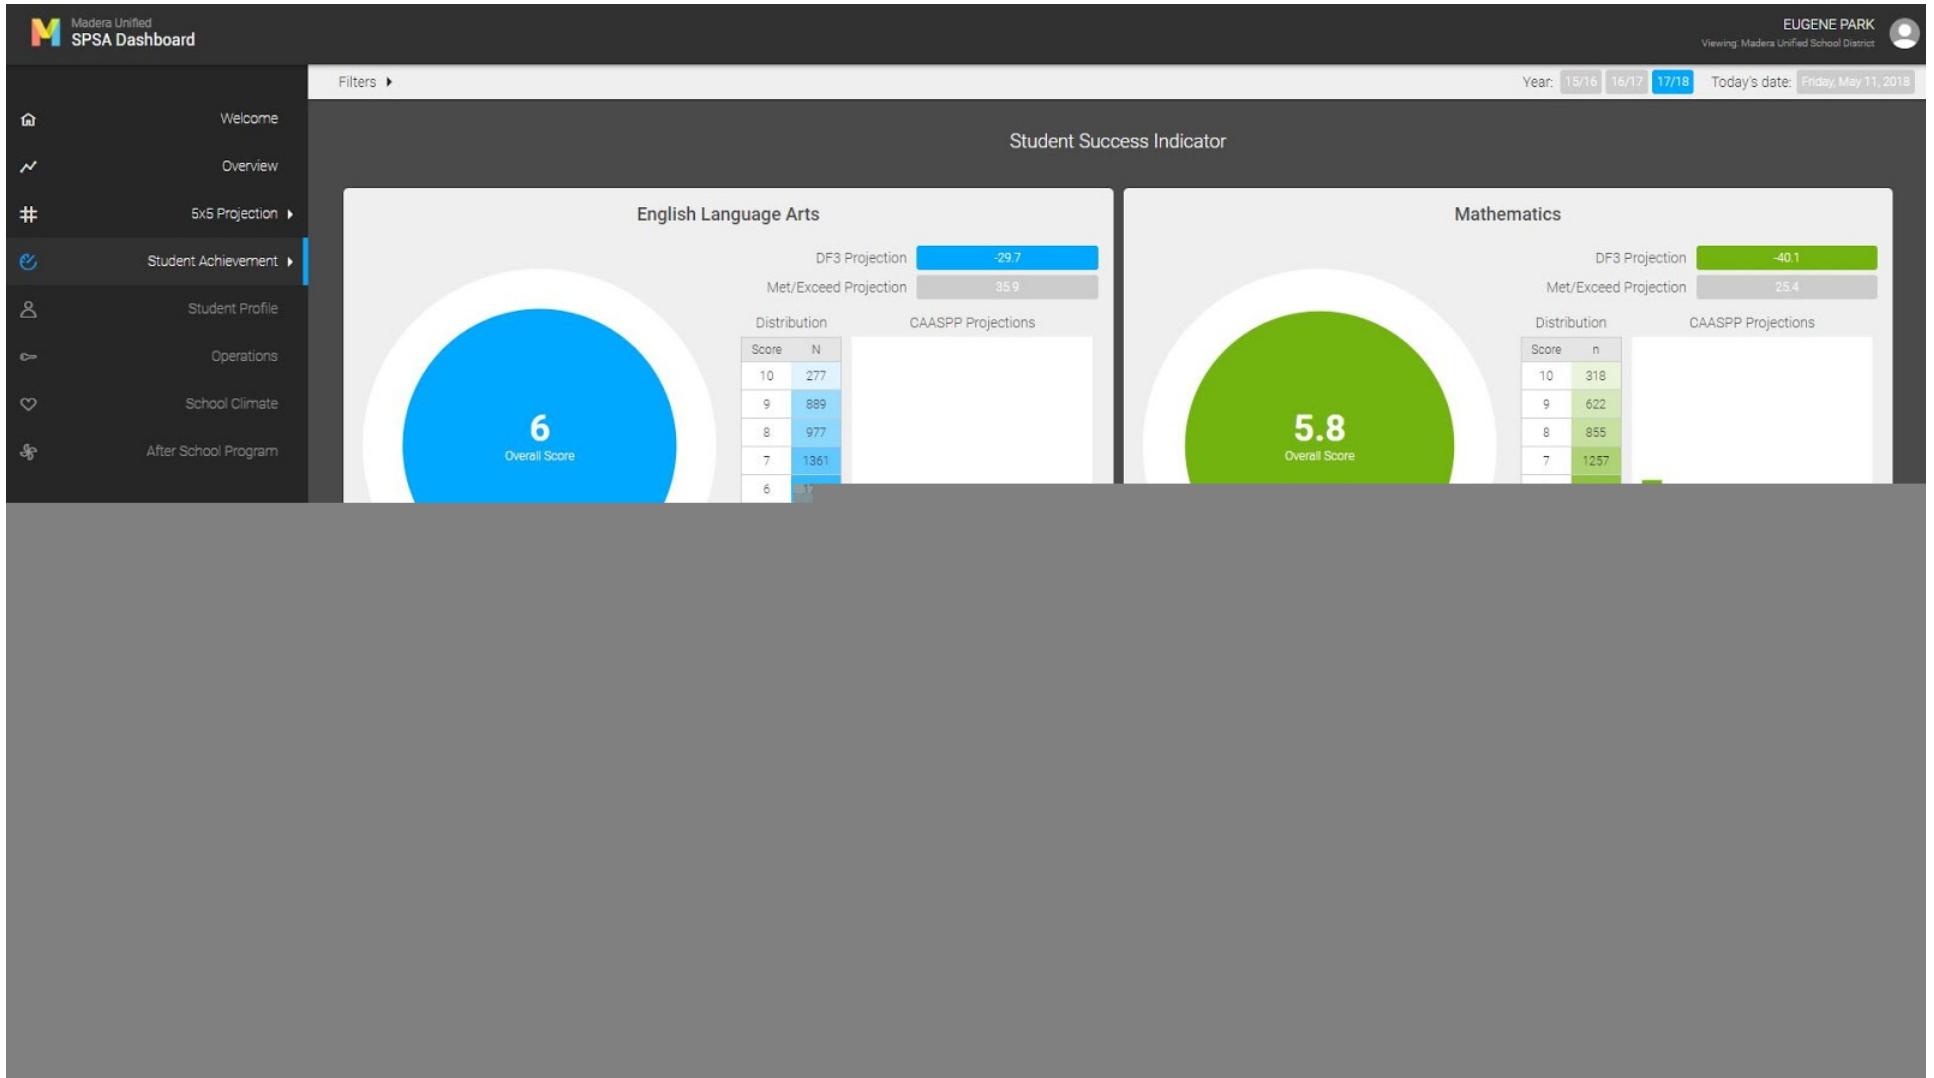 Madera Unified
SPSA Dashboard
EUGENE PARK
Viewing: Madera Unified School District
Filters
Year: 15/16 16/17 17/18 Today's date: Friday, May 11, 2018
Welcome
Overview
5x5 Projection
Student Achievement
Student Profile
Operations
School Climate
After School Program
Student Success Indicator
English Language Arts
DF3 Projection -29.7
Met/Exceed Projection 35.9
Distribution CAASPP Projections
Score N
10 277
9 889
8 977
7 1361
6
6
Overall Score
Mathematics
DF3 Projection -40.1
Met/Exceed Projection 25.4
Distribution CAASPP Projections
Score n
10 318
9 622
8 855
7 1257
5.8
Overall Score